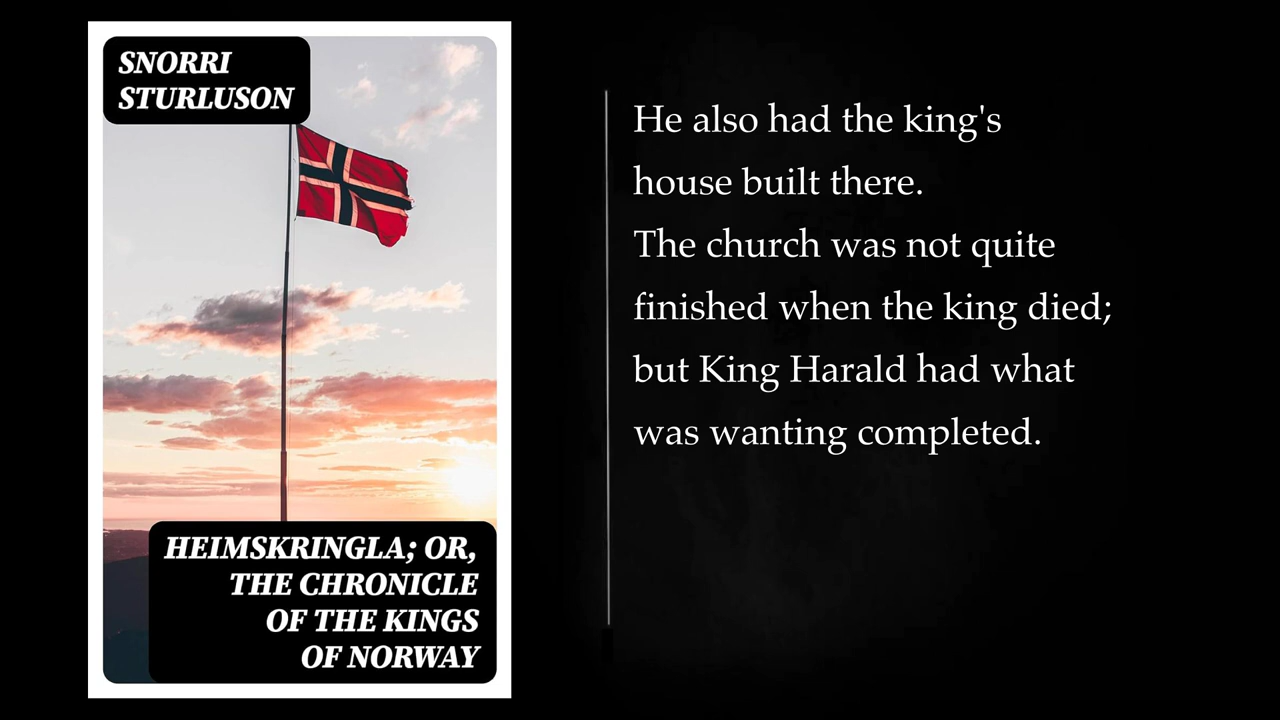 SNORRI
STURLUSON
HEIMSKRINGLA; OR,
THE CHRONICLE
OF THE KINGS
OF NORWAY
He also had the king's
house built there.
The church was not quite
finished when the king died;
but King Harald had what
was wanting completed.